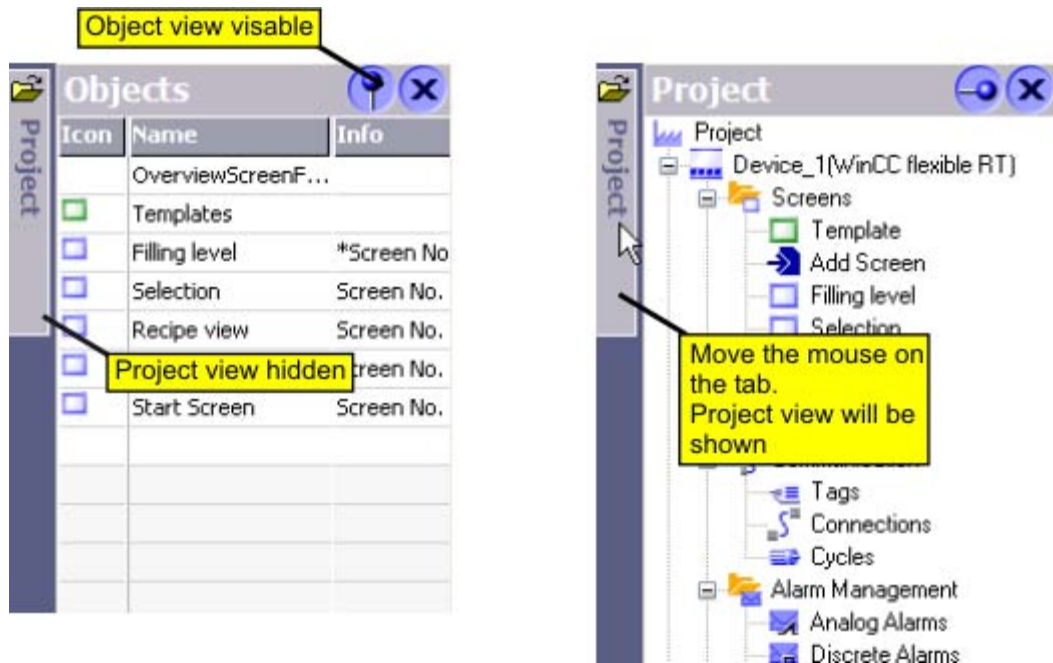 Object view visable
Objects
Project
Icon Name Info
OverviewScreenF...
Templates
Filling level *Screen No
Selection Screen No.
Recipe view Screen No.
Project view hidden
creen No.
Start Screen Screen No.
Project
Project
Project
Device_1(WinCC flexible RT)
Screens
Template
Add Screen
Filling level
Selection
Move the mouse on
the tab.
Project view will be
shown
Tags
Connections
Cycles
Alarm Management
Analog Alarms
Discrete Alarms